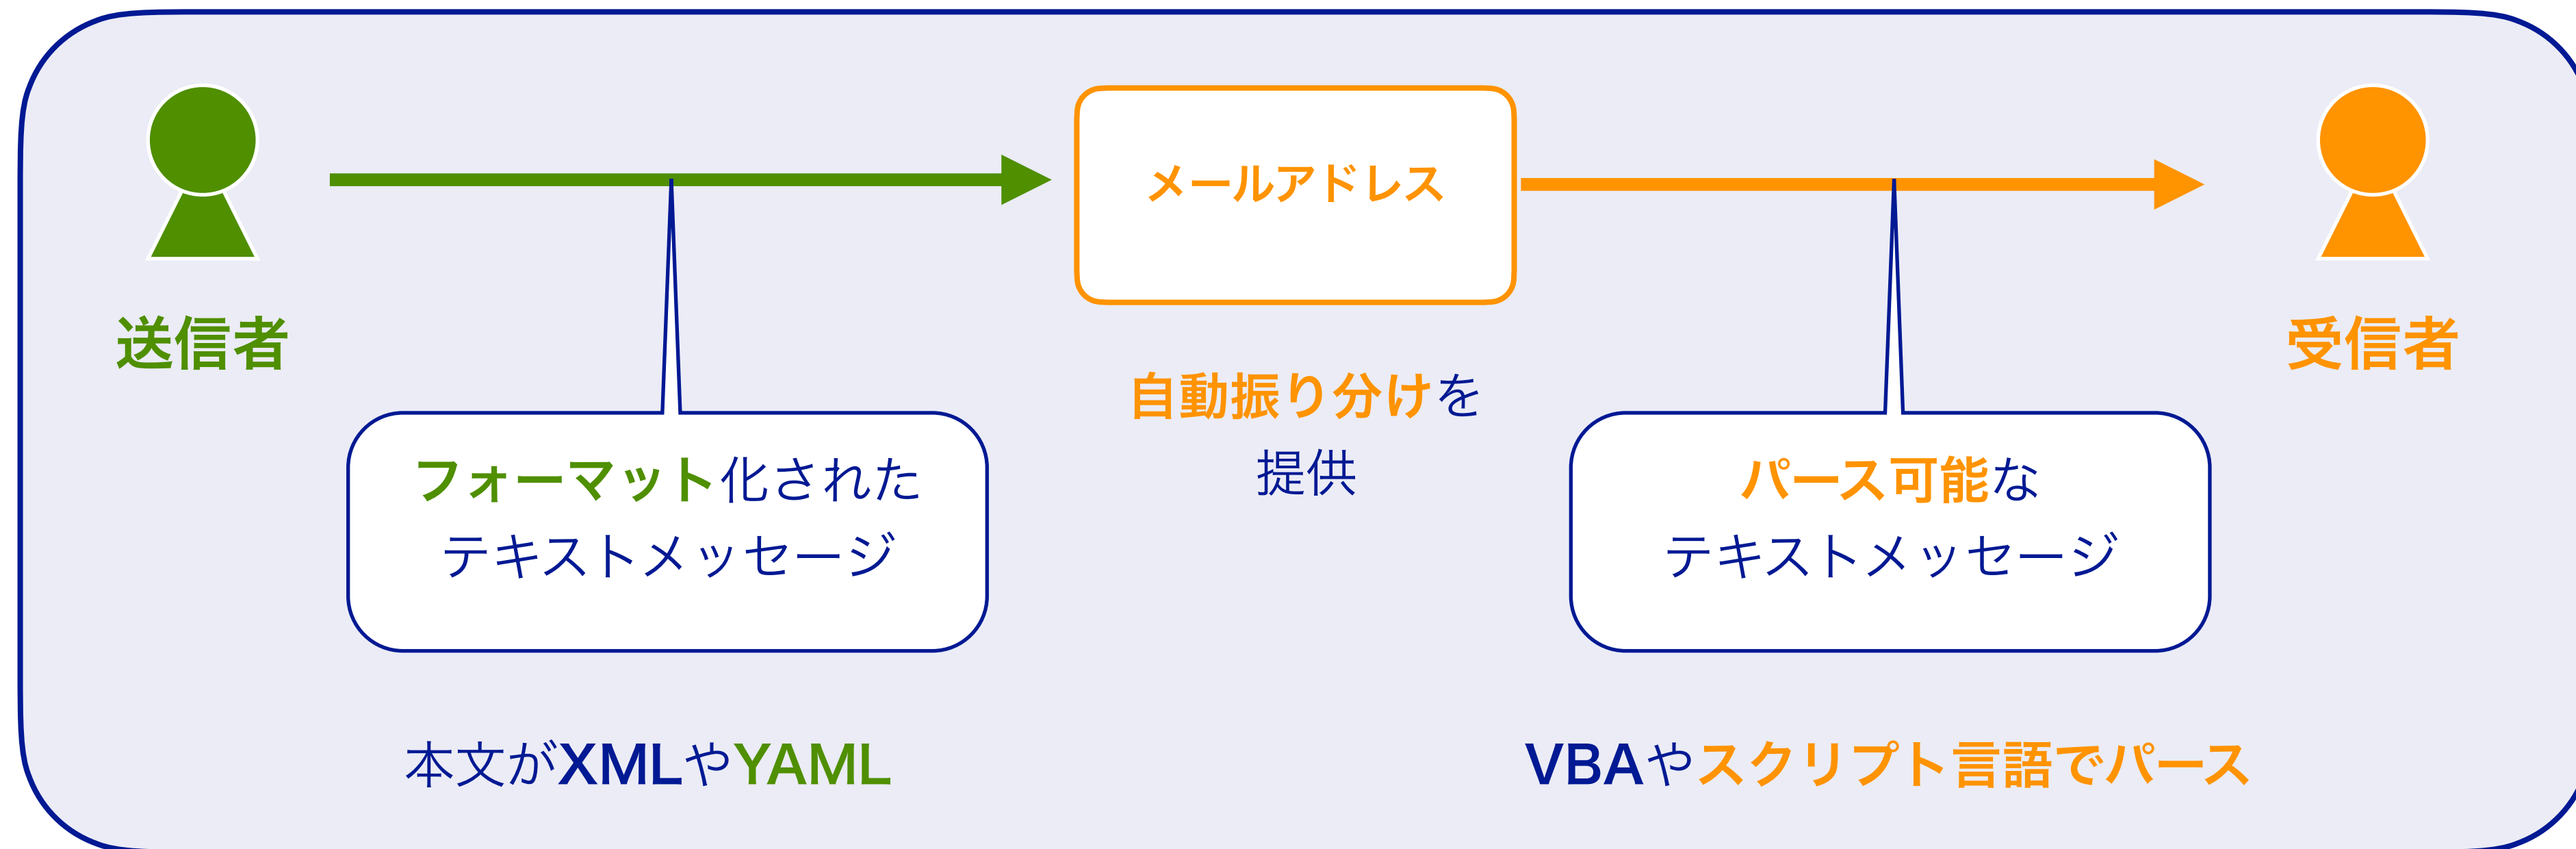 メールアドレス
送信者
受信者
自動振り分けを
提供
フォーマット化された
テキストメッセージ
パース可能な
テキストメッセージ
本文がXMLやYAML
VBAやスクリプト言語でパース